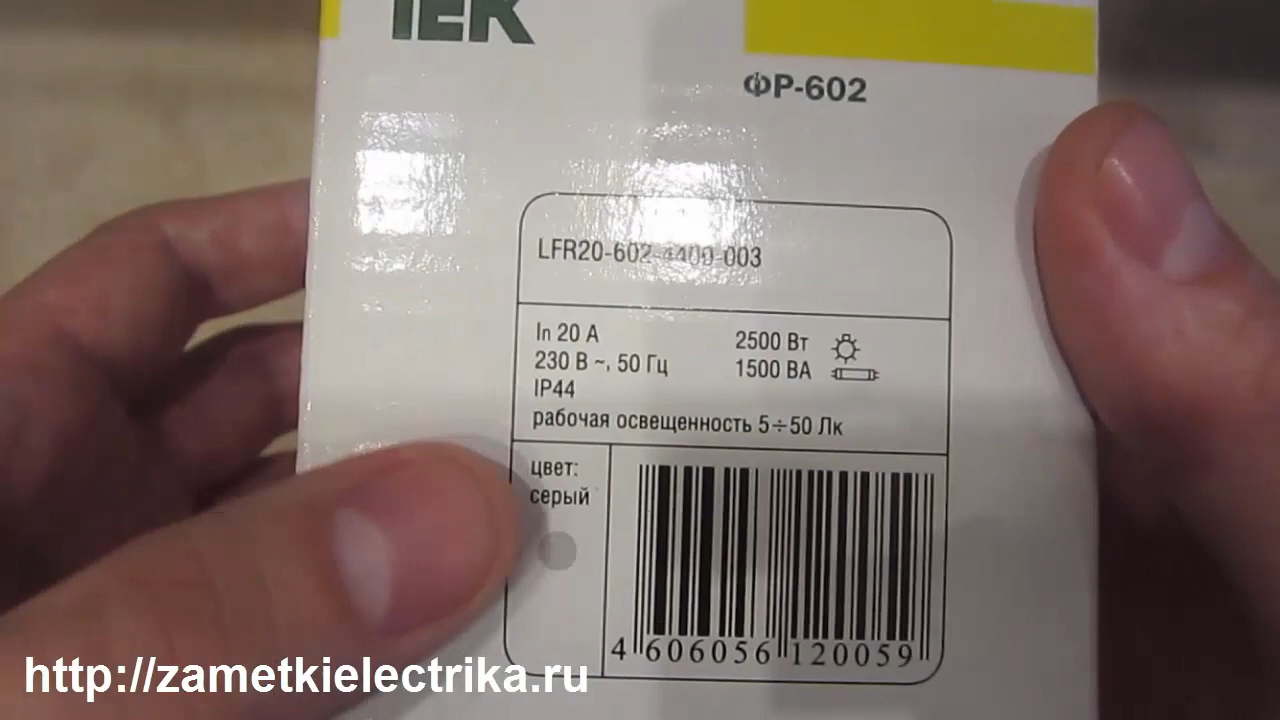 IEK
ФР-602
LFR20-602-4400-003
In 20 А 2500 Вт
230 В ~, 50 Гц 1500 ВА
IP44
рабочая освещенность 5÷50 Лк
цвет:
серый
4 606056 120059
http://zametkielectrika.ru